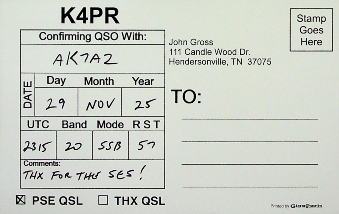 K4PR
Confirming QSO With:
AK7AZ
DATE
Day Month Year
29 NOV 25
UTC Band Mode R S T
2315 20 SSB 57
Comments:
THX FOR THE SES!
☒ PSE QSL ☐ THX QSL
John Gross
111 Candle Wood Dr.
Hendersonville, TN 37075
Stamp
Goes
Here
TO:
Printed by